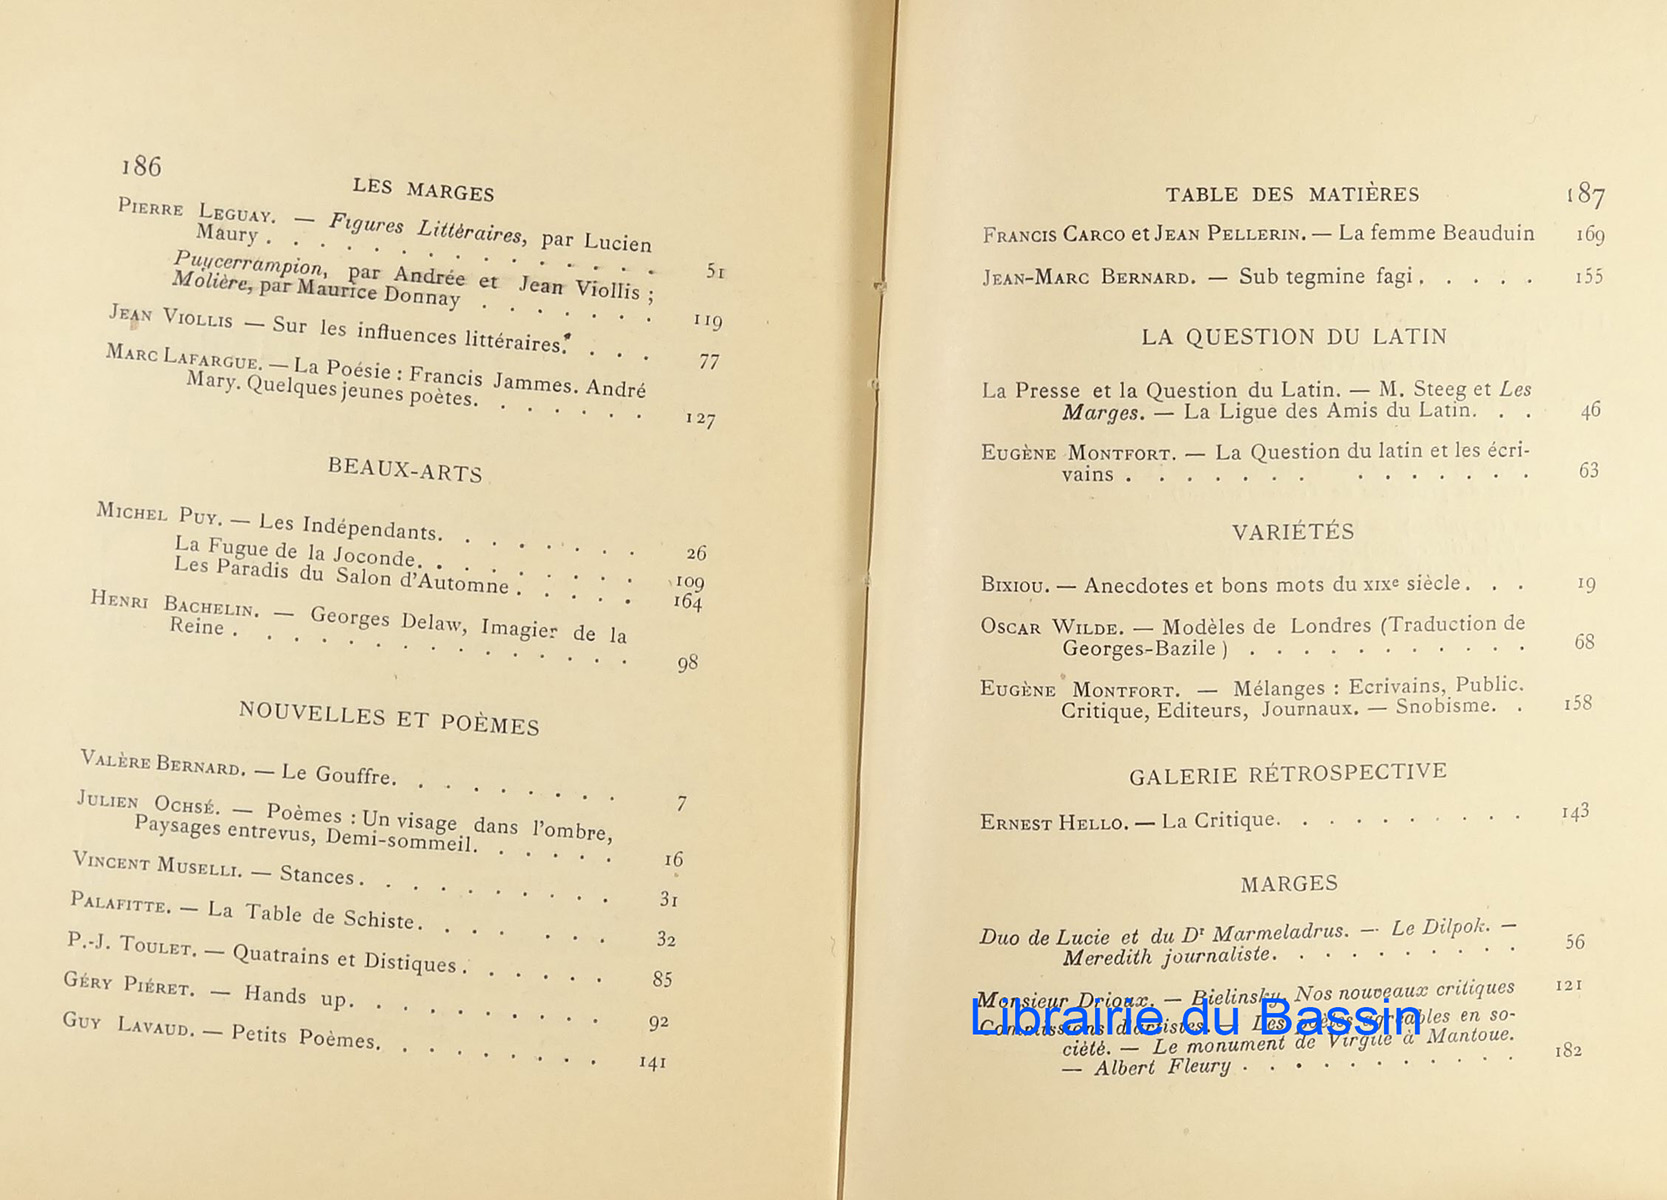 186
LES MARGES
Pierre Leguay. — Figures Littéraires, par Lucien
Maury . . . . . . . . . . . . . . . 51
Puycerrampion, par Andrée et Jean Viollis ;
Molière, par Maurice Donnay . . . . . . . 119
Jean Viollis — Sur les influences littéraires. . . . 77
Marc Lafargue. — La Poésie : Francis Jammes. André
Mary. Quelques jeunes poètes. . . . . . . 127
BEAUX-ARTS
Michel Puy. — Les Indépendants. . . . . . . . 26
La Fugue de la Joconde. . . . . . . . . 109
Les Paradis du Salon d'Automne . . . . . 164
Henri Bachelin. — Georges Delaw, Imagier de la
Reine . . . . . . . . . . . . . . . 98
NOUVELLES ET POÈMES
Valère Bernard. — Le Gouffre. . . . . . . . . 7
Julien Ochsé. — Poèmes : Un visage dans l'ombre,
Paysages entrevus, Demi-sommeil. . . . . . 16
Vincent Muselli. — Stances . . . . . . . . . . 31
Palafitte. — La Table de Schiste. . . . . . . 32
P.-J. Toulet. — Quatrains et Distiques . . . . . . 85
Géry Piéret. — Hands up. . . . . . . . . . 92
Guy Lavaud. — Petits Poèmes. . . . . . . . . 141
TABLE DES MATIÈRES 187
Francis Carco et Jean Pellerin. — La femme Beauduin 169
Jean-Marc Bernard. — Sub tegmine fagi . . . . . 155
LA QUESTION DU LATIN
La Presse et la Question du Latin. — M. Steeg et Les
Marges. — La Ligue des Amis du Latin. . . 46
Eugène Montfort. — La Question du latin et les écri-
vains . . . . . . . . . . . . . . 63
VARIÉTÉS
Bixiou. — Anecdotes et bons mots du XIXe siècle . . . 19
Oscar Wilde. — Modèles de Londres (Traduction de
Georges-Bazile ) . . . . . . . . . . . 68
Eugène Montfort. — Mélanges : Ecrivains, Public.
Critique, Editeurs, Journaux. — Snobisme. . 158
GALERIE RÉTROSPECTIVE
Ernest Hello. — La Critique. . . . . . . . . . 143
MARGES
Duo de Lucie et du Dr Marmeladrus. — Le Dilpok. —
Meredith journaliste. . . . . . . . . . 56
Monsieur Drioux. — Bielinsky. Nos nouveaux critiques 121
Commissions d'artistes. — Les poètes agréables en so-
ciété. — Le monument de Virgile à Mantoue.
— Albert Fleury . . . . . . . . . . . 182
Librairie du Bassin